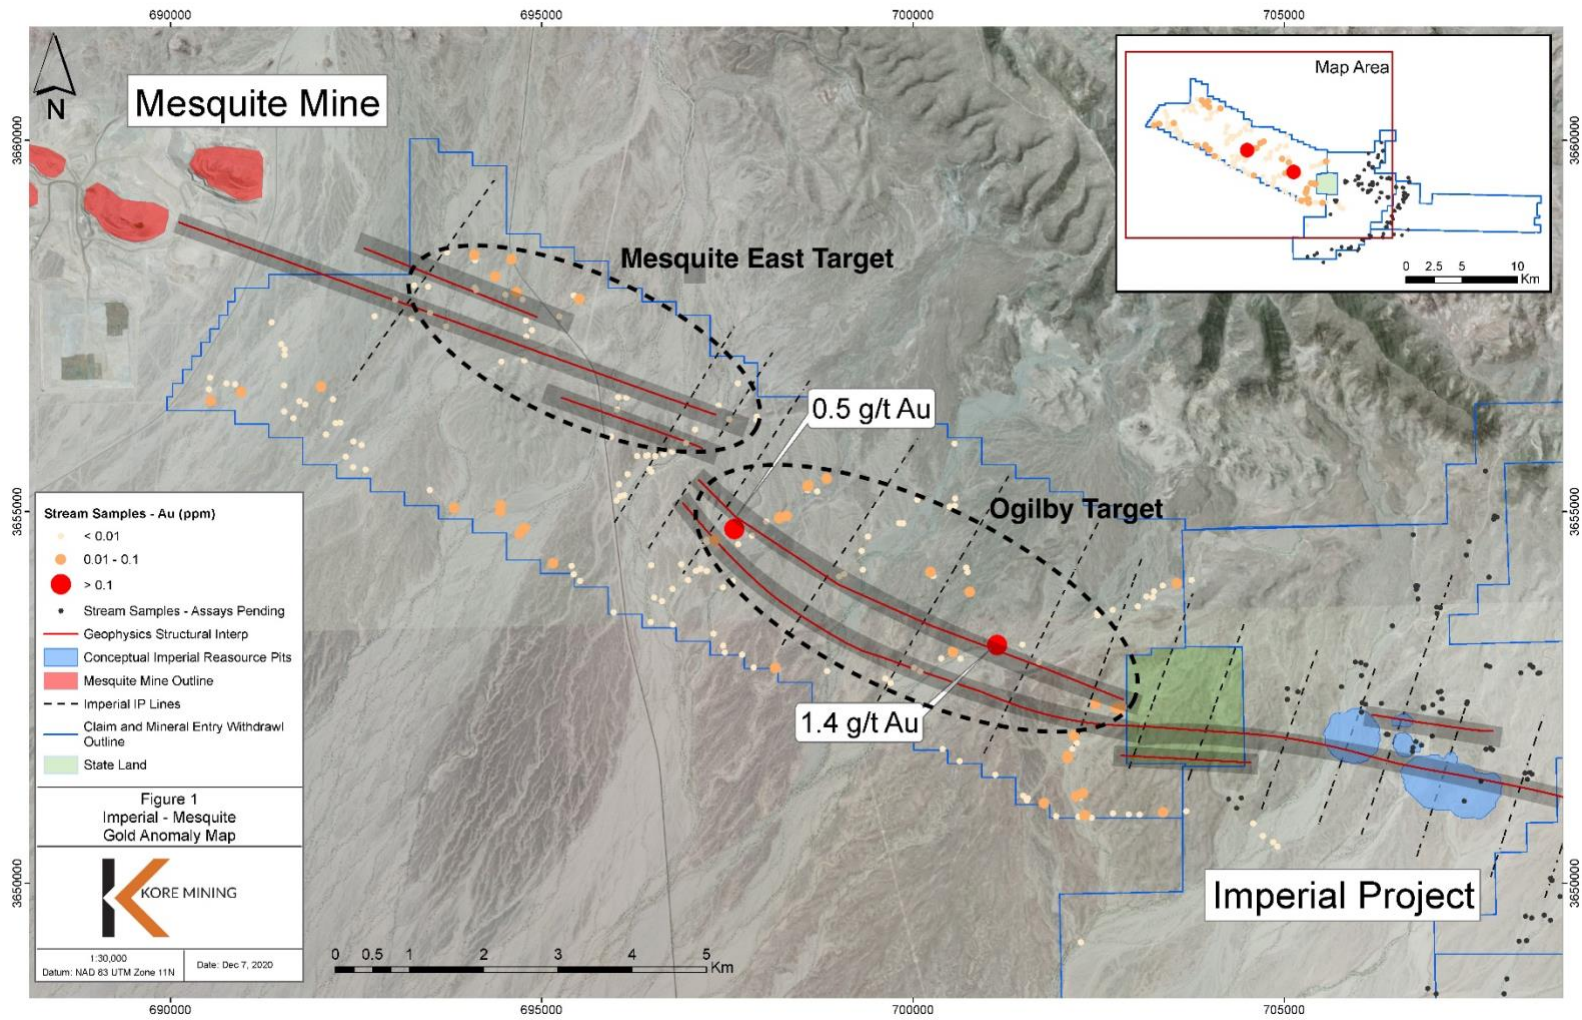 690000
695000
700000
705000
N
Mesquite Mine
Map Area
0 2.5 5 10
Km
3660000
3660000
Mesquite East Target
0.5 g/t Au
Ogilby Target
3655000
3655000
Stream Samples - Au (ppm)
< 0.01
0.01 - 0.1
> 0.1
Stream Samples - Assays Pending
Geophysics Structural Interp
Conceptual Imperial Reasource Pits
Mesquite Mine Outline
Imperial IP Lines
Claim and Mineral Entry Withdrawl
Outline
State Land
1.4 g/t Au
Figure 1
Imperial - Mesquite
Gold Anomaly Map
KORE MINING
1:30,000
Datum: NAD 83 UTM Zone 11N
Date: Dec 7, 2020
3650000
3650000
Imperial Project
0 0.5 1 2 3 4 5
Km
690000
695000
700000
705000